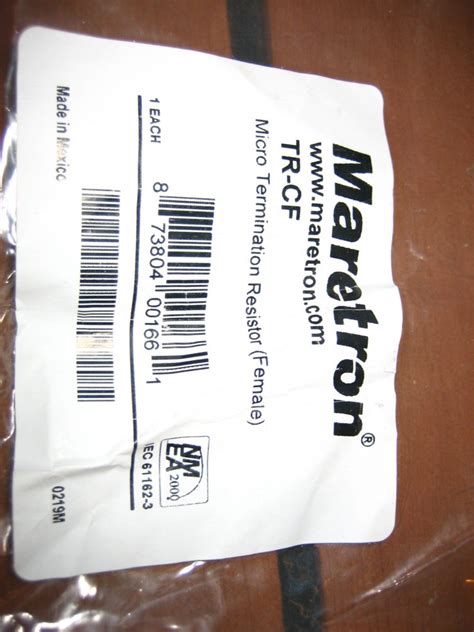 Maretron®
www.maretron.com
TR-CF
Micro Termination Resistor (Female)
1 EACH
8 73804 00166 1
NMEA 2000
IEC 61162-3
Made in Mexico
0219M